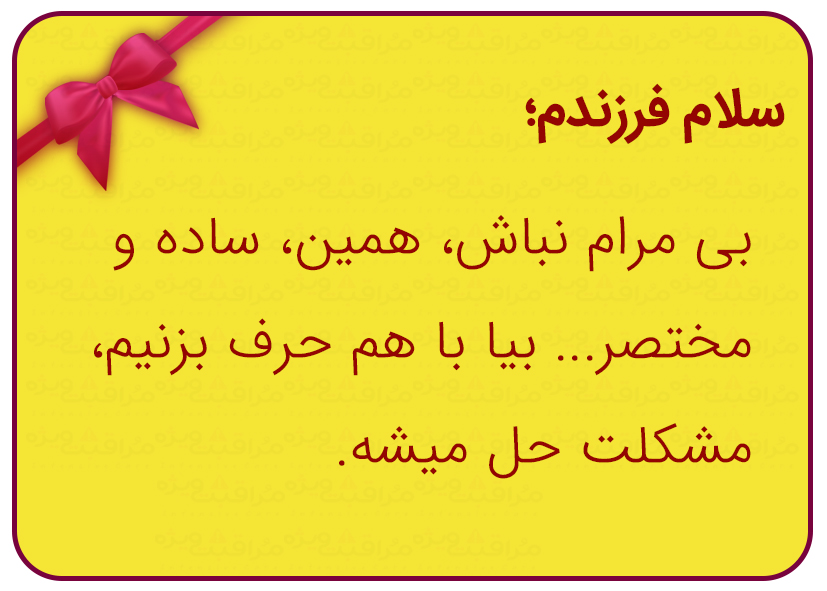 سلام فرزندم؛
بی مرام نباش، همین، ساده و
مختصر... بیا با هم حرف بزنیم،
مشکلت حل میشه.